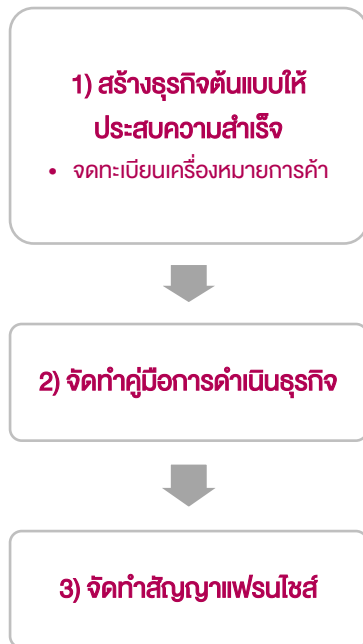 1) สร้างธุรกิจต้นแบบให้
ประสบความสำเร็จ
• จดทะเบียนเครื่องหมายการค้า
2) จัดทำคู่มือการดำเนินธุรกิจ
3) จัดทำสัญญาแฟรนไชส์